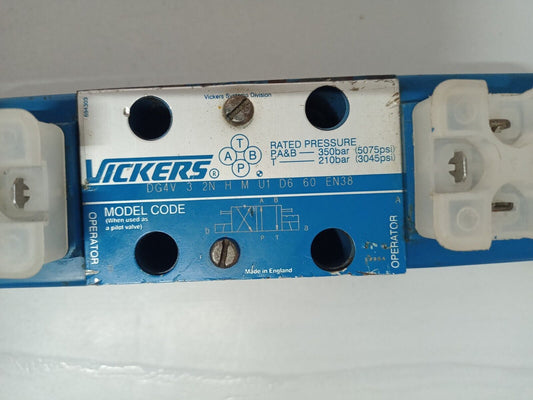 694303
Vickers Systems Division
T
A B
P
VICKERS®
RATED PRESSURE
P.A&B — 350bar (5075psi)
T — 210bar (3045psi)
DG4V 3 2N H M U1 D6 60 EN38
MODEL CODE
(When used as
a pilot valve)
A B
A
b
P T
OPERATOR
OPERATOR
Made in England